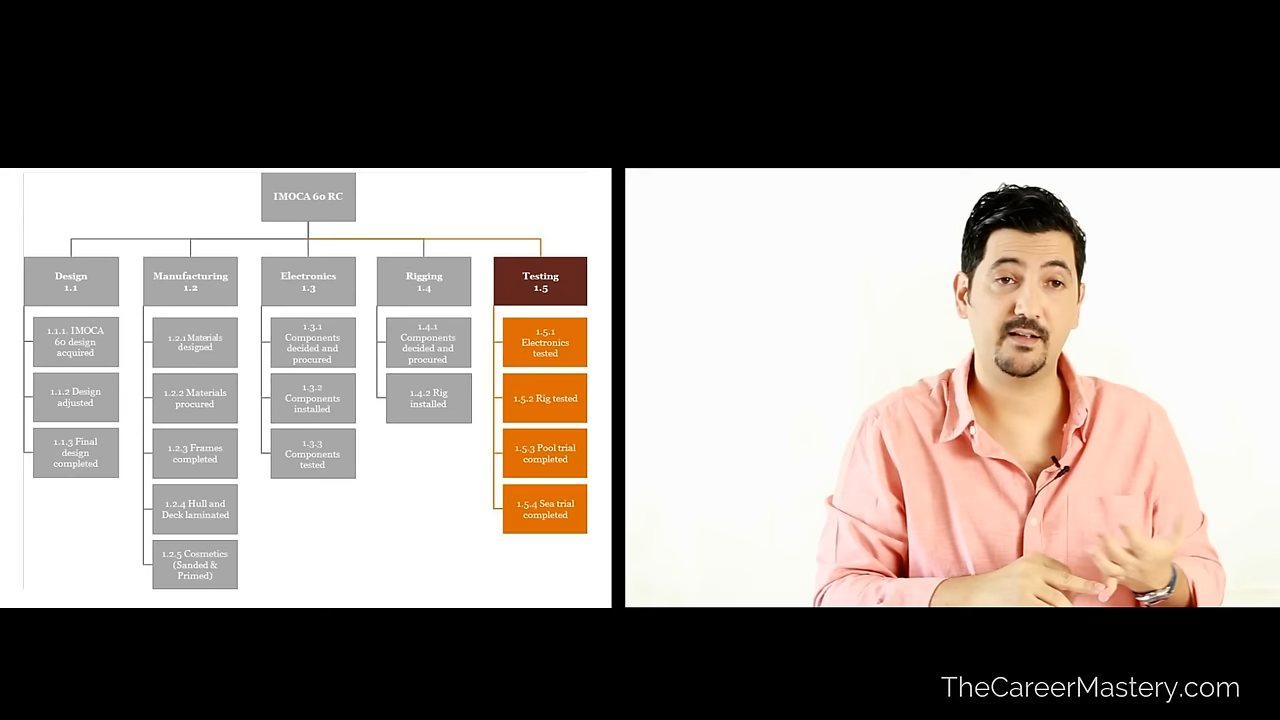 IMOCA 60 RC
Design
1.1
Manufacturing
1.2
Electronics
1.3
Rigging
1.4
Testing
1.5
1.1.1. IMOCA
60 design
acquired
1.1.2 Design
adjusted
1.1.3 Final
design
completed
1.2.1 Materials
designed
1.2.2 Materials
procured
1.2.3 Frames
completed
1.2.4 Hull and
Deck laminated
1.2.5 Cosmetics
(Sanded &
Primed)
1.3.1
Components
decided and
procured
1.3.2
Components
installed
1.3.3
Components
tested
1.4.1
Components
decided and
procured
1.4.2 Rig
installed
1.5.1
Electronics
tested
1.5.2 Rig tested
1.5.3 Pool trial
completed
1.5.4 Sea trial
completed
TheCareerMastery.com